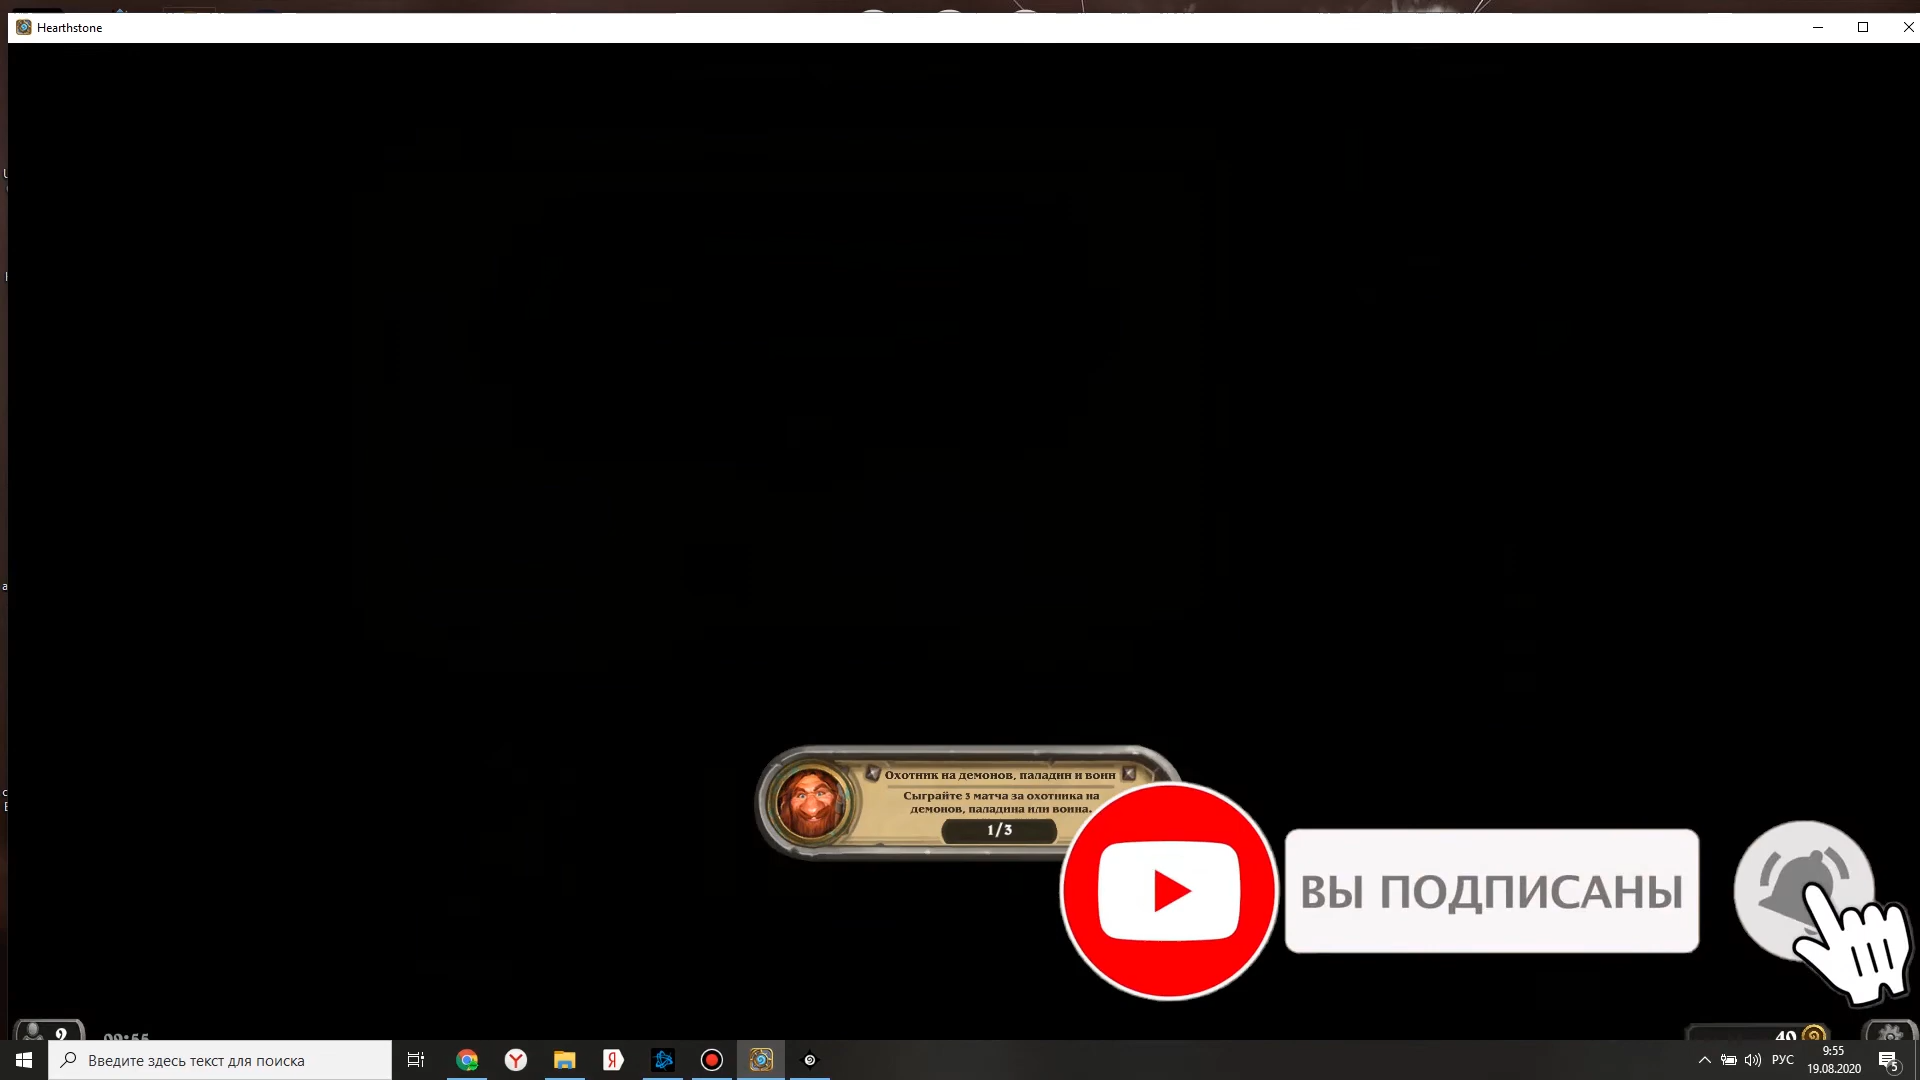 Hearthstone
Охотник на демонов, паладин и воин
Сыграйте 3 матча за охотника на
демонов, паладина или воина.
1/3
ВЫ ПОДПИСАНЫ
Введите здесь текст для поиска
РУС
9:55
19.08.2020
5